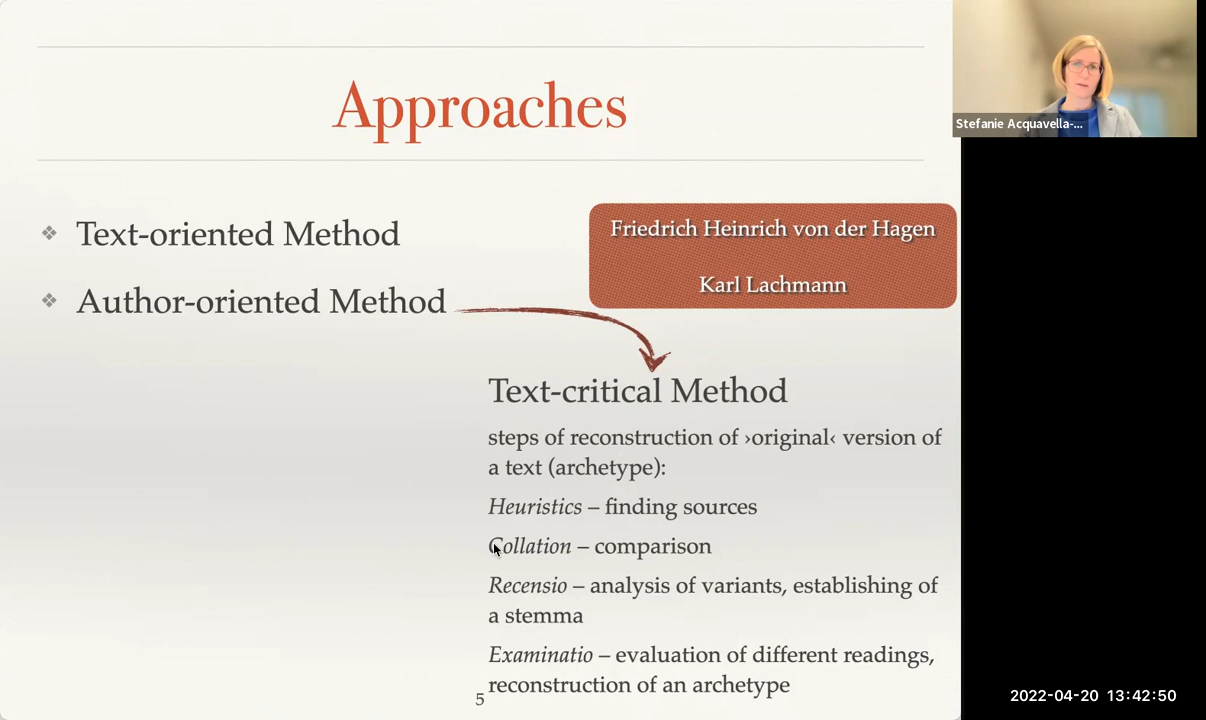 Approaches
Stefanie Acquavella-...
Text-oriented Method
Friedrich Heinrich von der Hagen
Karl Lachmann
Author-oriented Method
Text-critical Method
steps of reconstruction of ›original‹ version of
a text (archetype):
Heuristics – finding sources
Collation – comparison
Recensio – analysis of variants, establishing of
a stemma
Examinatio – evaluation of different readings,
reconstruction of an archetype
5
2022-04-20 13:42:50